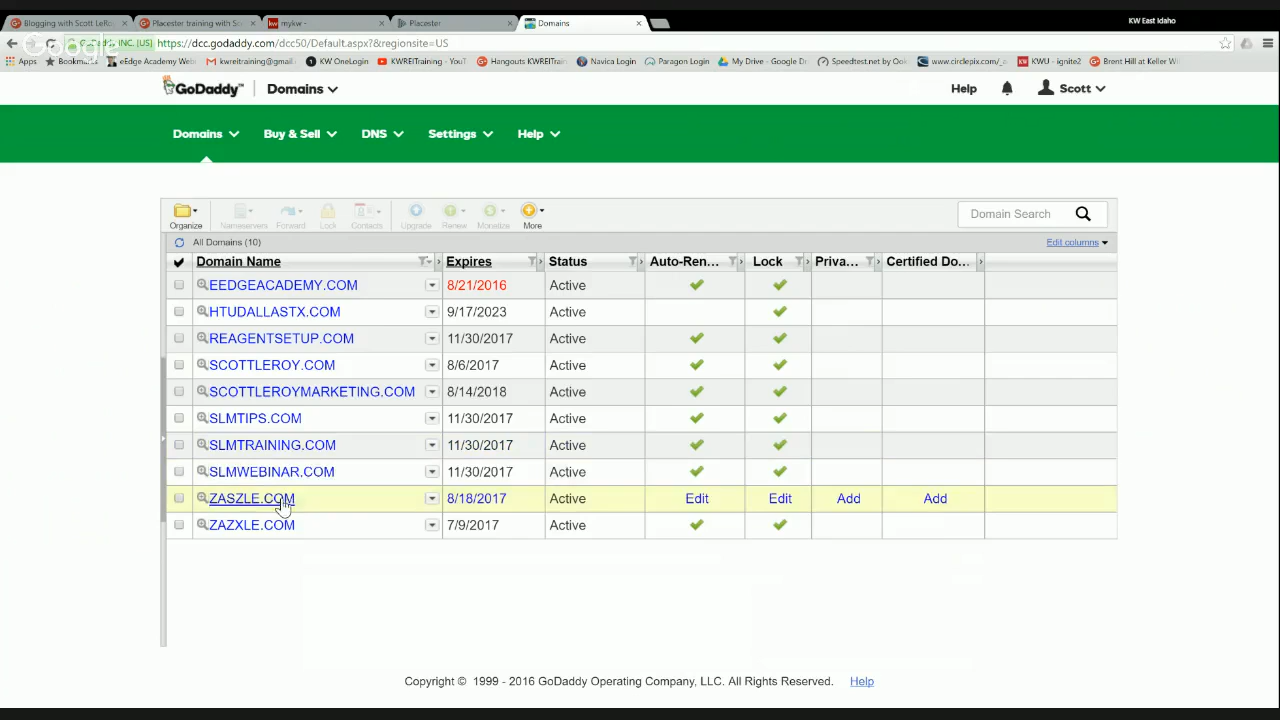 Blogging with Scott LeRo
Placester training with Sc
mykw -
Placester
Domains
KW East Idaho
GoDaddy INC. [US]
https://dcc.godaddy.com/dcc50/Default.aspx?&regionsite=US
Google
Apps
Bookmarks
eEdge Academy Web
kwreitraining@gmail
KW OneLogin
KWREITraining - YouT
Hangouts KWREITrain
Navica Login
Paragon Login
My Drive - Google Dr
Speedtest.net by Ook
www.circlepix.com/
KWU - ignite2
Brent Hill at Keller Wi
GoDaddy™
Domains
Help
Scott
Domains
Buy & Sell
DNS
Settings
Help
Organize
Nameservers
Forward
Lock
Contacts
Upgrade
Renew
Monetize
More
Domain Search
All Domains (10)
Edit columns
Domain Name Expires Status Auto-Ren... Lock Priva... Certified Do...
EEDGEACADEMY.COM 8/21/2016 Active
HTUDALLASTX.COM 9/17/2023 Active
REAGENTSETUP.COM 11/30/2017 Active
SCOTTLEROY.COM 8/6/2017 Active
SCOTTLEROYMARKETING.COM 8/14/2018 Active
SLMTIPS.COM 11/30/2017 Active
SLMTRAINING.COM 11/30/2017 Active
SLMWEBINAR.COM 11/30/2017 Active
ZASZLE.COM 8/18/2017 Active Edit Edit Add Add
ZAZXLE.COM 7/9/2017 Active
Copyright © 1999 - 2016 GoDaddy Operating Company, LLC. All Rights Reserved. Help